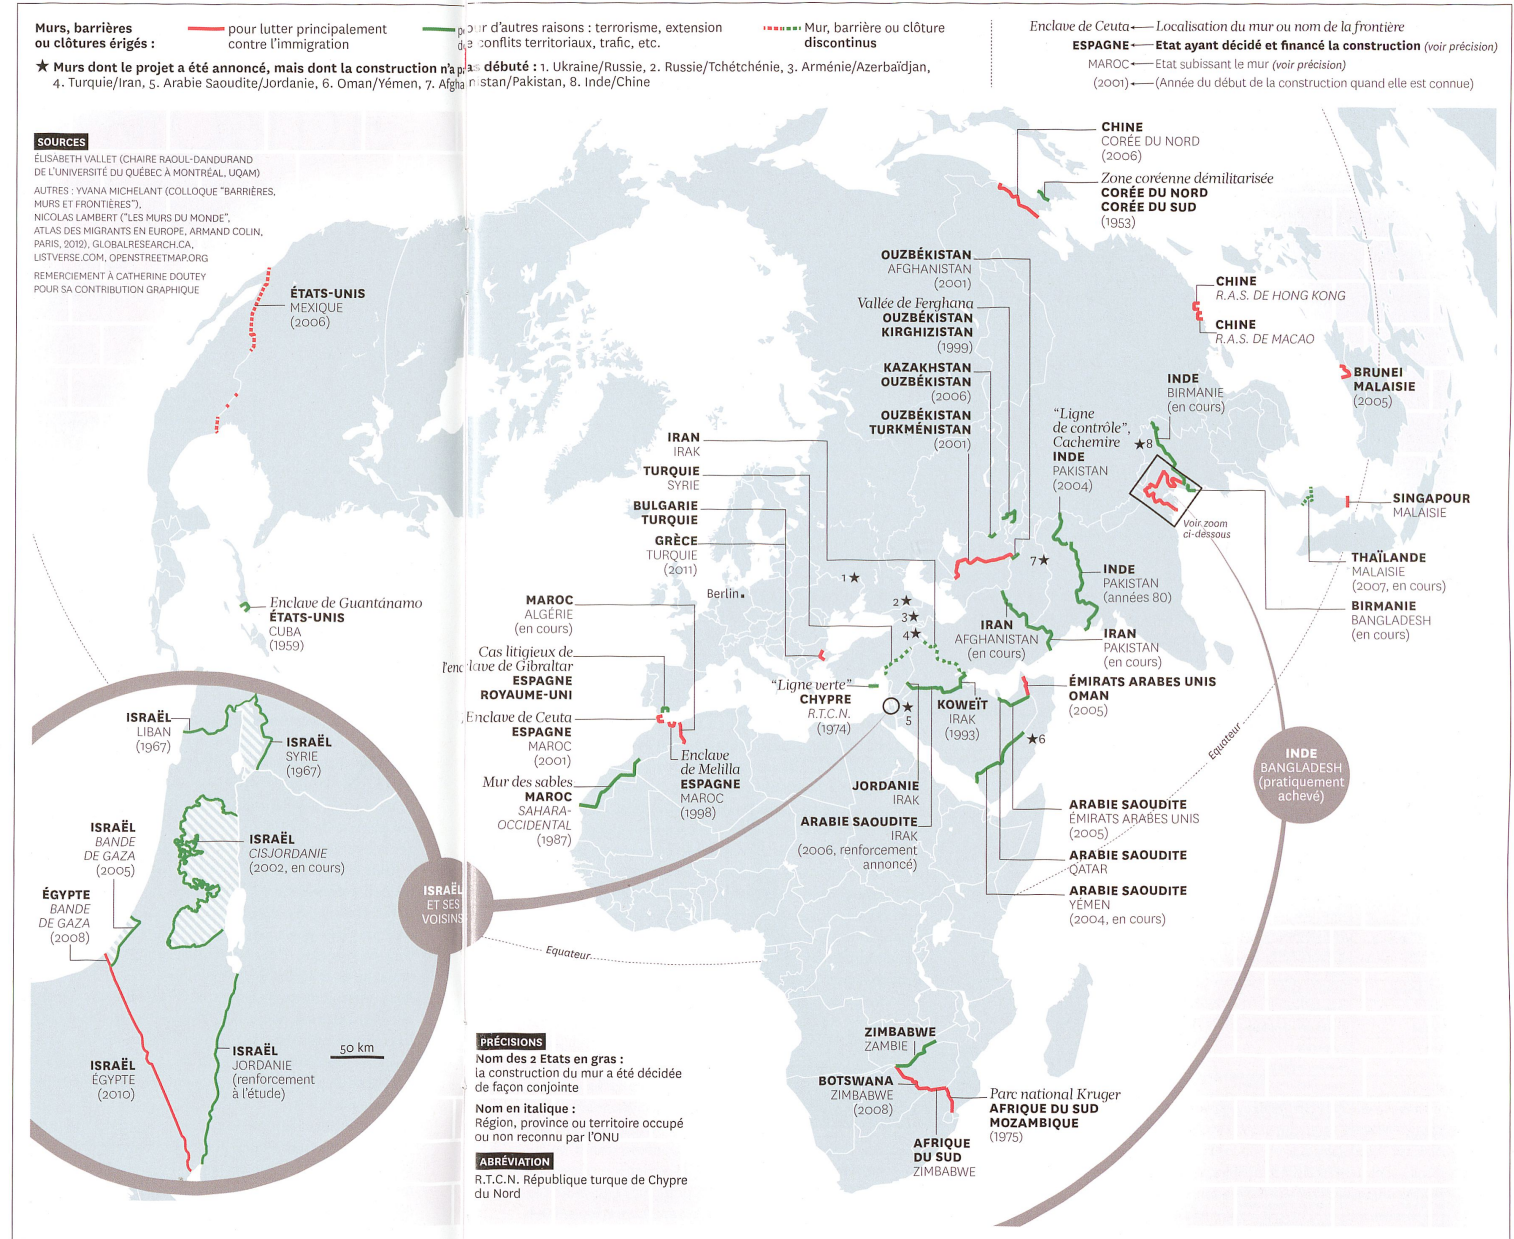 Murs, barrières
ou clôtures érigés :
pour lutter principalement
contre l'immigration
pour d'autres raisons : terrorisme, extension
de conflits territoriaux, trafic, etc.
Mur, barrière ou clôture
discontinus
★ Murs dont le projet a été annoncé, mais dont la construction n'a pas débuté : 1. Ukraine/Russie, 2. Russie/Tchétchénie, 3. Arménie/Azerbaïdjan,
4. Turquie/Iran, 5. Arabie Saoudite/Jordanie, 6. Oman/Yémen, 7. Afghanistan/Pakistan, 8. Inde/Chine
Enclave de Ceuta
Localisation du mur ou nom de la frontière
ESPAGNE
Etat ayant décidé et financé la construction (voir précision)
MAROC
Etat subissant le mur (voir précision)
(2001)
(Année du début de la construction quand elle est connue)
SOURCES
ÉLISABETH VALLET (CHAIRE RAOUL-DANDURAND
DE L'UNIVERSITÉ DU QUÉBEC À MONTRÉAL, UQAM)
AUTRES : YVANA MICHELANT (COLLOQUE "BARRIÈRES,
MURS ET FRONTIÈRES"),
NICOLAS LAMBERT ("LES MURS DU MONDE",
ATLAS DES MIGRANTS EN EUROPE, ARMAND COLIN,
PARIS, 2012), GLOBALRESEARCH.CA,
LISTVERSE.COM, OPENSTREETMAP.ORG
REMERCIEMENT À CATHERINE DOUTEY
POUR SA CONTRIBUTION GRAPHIQUE
ÉTATS-UNIS
MEXIQUE
(2006)
Enclave de Guantánamo
ÉTATS-UNIS
CUBA
(1959)
CHINE
CORÉE DU NORD
(2006)
Zone coréenne démilitarisée
CORÉE DU NORD
CORÉE DU SUD
(1953)
OUZBÉKISTAN
AFGHANISTAN
(2001)
Vallée de Ferghana
OUZBÉKISTAN
KIRGHIZISTAN
(1999)
KAZAKHSTAN
OUZBÉKISTAN
(2006)
OUZBÉKISTAN
TURKMÉNISTAN
(2001)
CHINE
R.A.S. DE HONG KONG
CHINE
R.A.S. DE MACAO
BRUNEI
MALAISIE
(2005)
INDE
BIRMANIE
(en cours)
"Ligne
de contrôle",
Cachemire
INDE
PAKISTAN
(2004)
★8
Voir zoom
ci-dessous
SINGAPOUR
MALAISIE
THAÏLANDE
MALAISIE
(2007, en cours)
BIRMANIE
BANGLADESH
(en cours)
IRAN
IRAK
TURQUIE
SYRIE
BULGARIE
TURQUIE
GRÈCE
TURQUIE
(2011)
Berlin
1★
2★
3★
4★
7★
INDE
PAKISTAN
(années 80)
IRAN
AFGHANISTAN
(en cours)
IRAN
PAKISTAN
(en cours)
MAROC
ALGÉRIE
(en cours)
Cas litigieux de
l'enclave de Gibraltar
ESPAGNE
ROYAUME-UNI
Enclave de Ceuta
ESPAGNE
MAROC
(2001)
Mur des sables
MAROC
SAHARA-
OCCIDENTAL
(1987)
Enclave
de Melilla
ESPAGNE
MAROC
(1998)
"Ligne verte"
CHYPRE
R.T.C.N.
(1974)
★
5
KOWEÏT
IRAK
(1993)
ÉMIRATS ARABES UNIS
OMAN
(2005)
★6
JORDANIE
IRAK
ARABIE SAOUDITE
IRAK
(2006, renforcement
annoncé)
ARABIE SAOUDITE
ÉMIRATS ARABES UNIS
(2005)
ARABIE SAOUDITE
QATAR
ARABIE SAOUDITE
YÉMEN
(2004, en cours)
Equateur
INDE
BANGLADESH
(pratiquement
achevé)
ISRAËL
LIBAN
(1967)
ISRAËL
SYRIE
(1967)
ISRAËL
BANDE
DE GAZA
(2005)
ISRAËL
CISJORDANIE
(2002, en cours)
ÉGYPTE
BANDE
DE GAZA
(2008)
ISRAËL
ÉGYPTE
(2010)
ISRAËL
JORDANIE
(renforcement
à l'étude)
50 km
ISRAËL
ET SES
VOISINS
Equateur
PRÉCISIONS
Nom des 2 Etats en gras :
la construction du mur a été décidée
de façon conjointe
Nom en italique :
Région, province ou territoire occupé
ou non reconnu par l'ONU
ABRÉVIATION
R.T.C.N. République turque de Chypre
du Nord
ZIMBABWE
ZAMBIE
BOTSWANA
ZIMBABWE
(2008)
Parc national Kruger
AFRIQUE DU SUD
MOZAMBIQUE
(1975)
AFRIQUE
DU SUD
ZIMBABWE